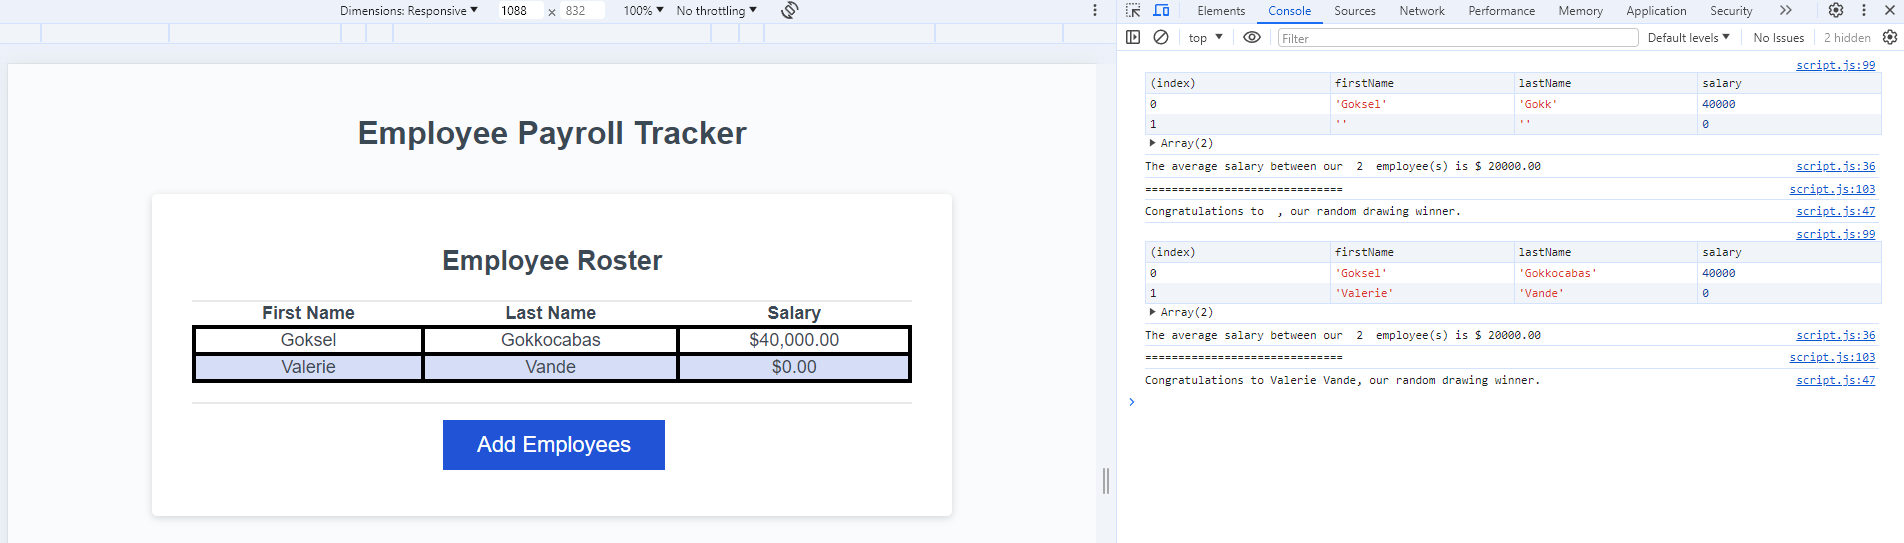 Dimensions: Responsive ▼ 1088 × 832 100% ▼ No throttling ▼
Elements Console Sources Network Performance Memory Application Security
top ▼ Filter Default levels ▼ No Issues 2 hidden
Employee Payroll Tracker
Employee Roster
First Name Last Name Salary
Goksel Gokkocabas $40,000.00
Valerie Vande $0.00
Add Employees
script.js:99
(index) firstName lastName salary
0 'Goksel' 'Gokk' 40000
1 '' '' 0
▶ Array(2)
The average salary between our  2  employee(s) is $ 20000.00 script.js:36
============================== script.js:103
Congratulations to  , our random drawing winner. script.js:47
script.js:99
(index) firstName lastName salary
0 'Goksel' 'Gokkocabas' 40000
1 'Valerie' 'Vande' 0
▶ Array(2)
The average salary between our  2  employee(s) is $ 20000.00 script.js:36
============================== script.js:103
Congratulations to Valerie Vande, our random drawing winner. script.js:47